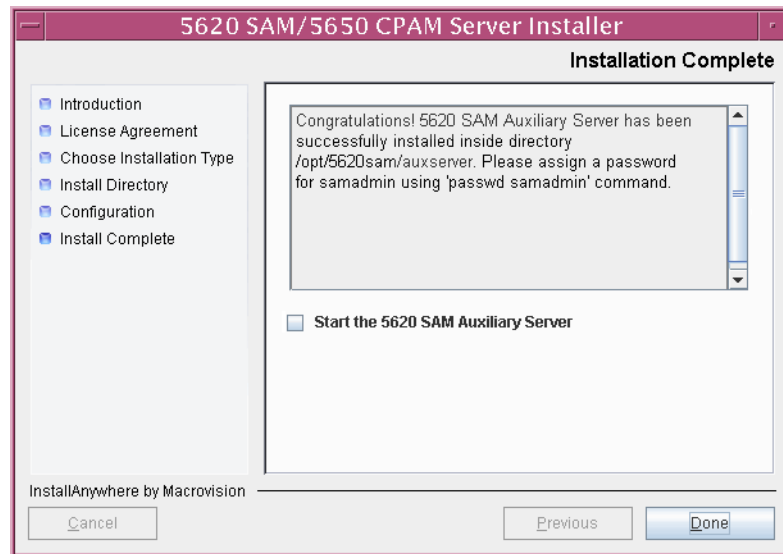 5620 SAM/5650 CPAM Server Installer
Installation Complete
Introduction
License Agreement
Choose Installation Type
Install Directory
Configuration
Install Complete
Congratulations! 5620 SAM Auxiliary Server has been
successfully installed inside directory
/opt/5620sam/auxserver. Please assign a password
for samadmin using 'passwd samadmin' command.
Start the 5620 SAM Auxiliary Server
InstallAnywhere by Macrovision
Cancel
Previous
Done